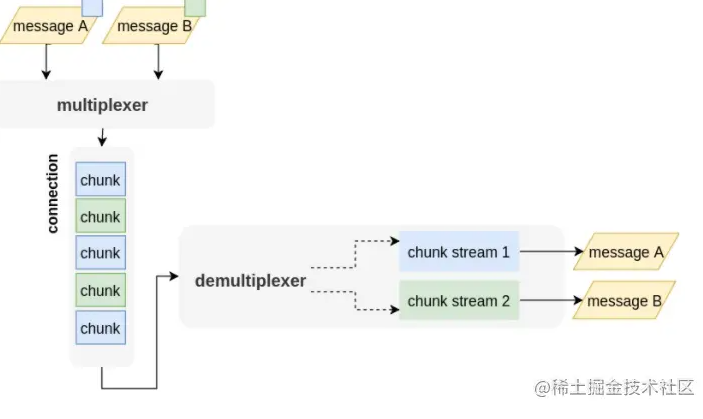 message A
message B
multiplexer
connection
chunk
chunk
chunk
chunk
chunk
demultiplexer
chunk stream 1
message A
chunk stream 2
message B
@稀土掘金技术社区